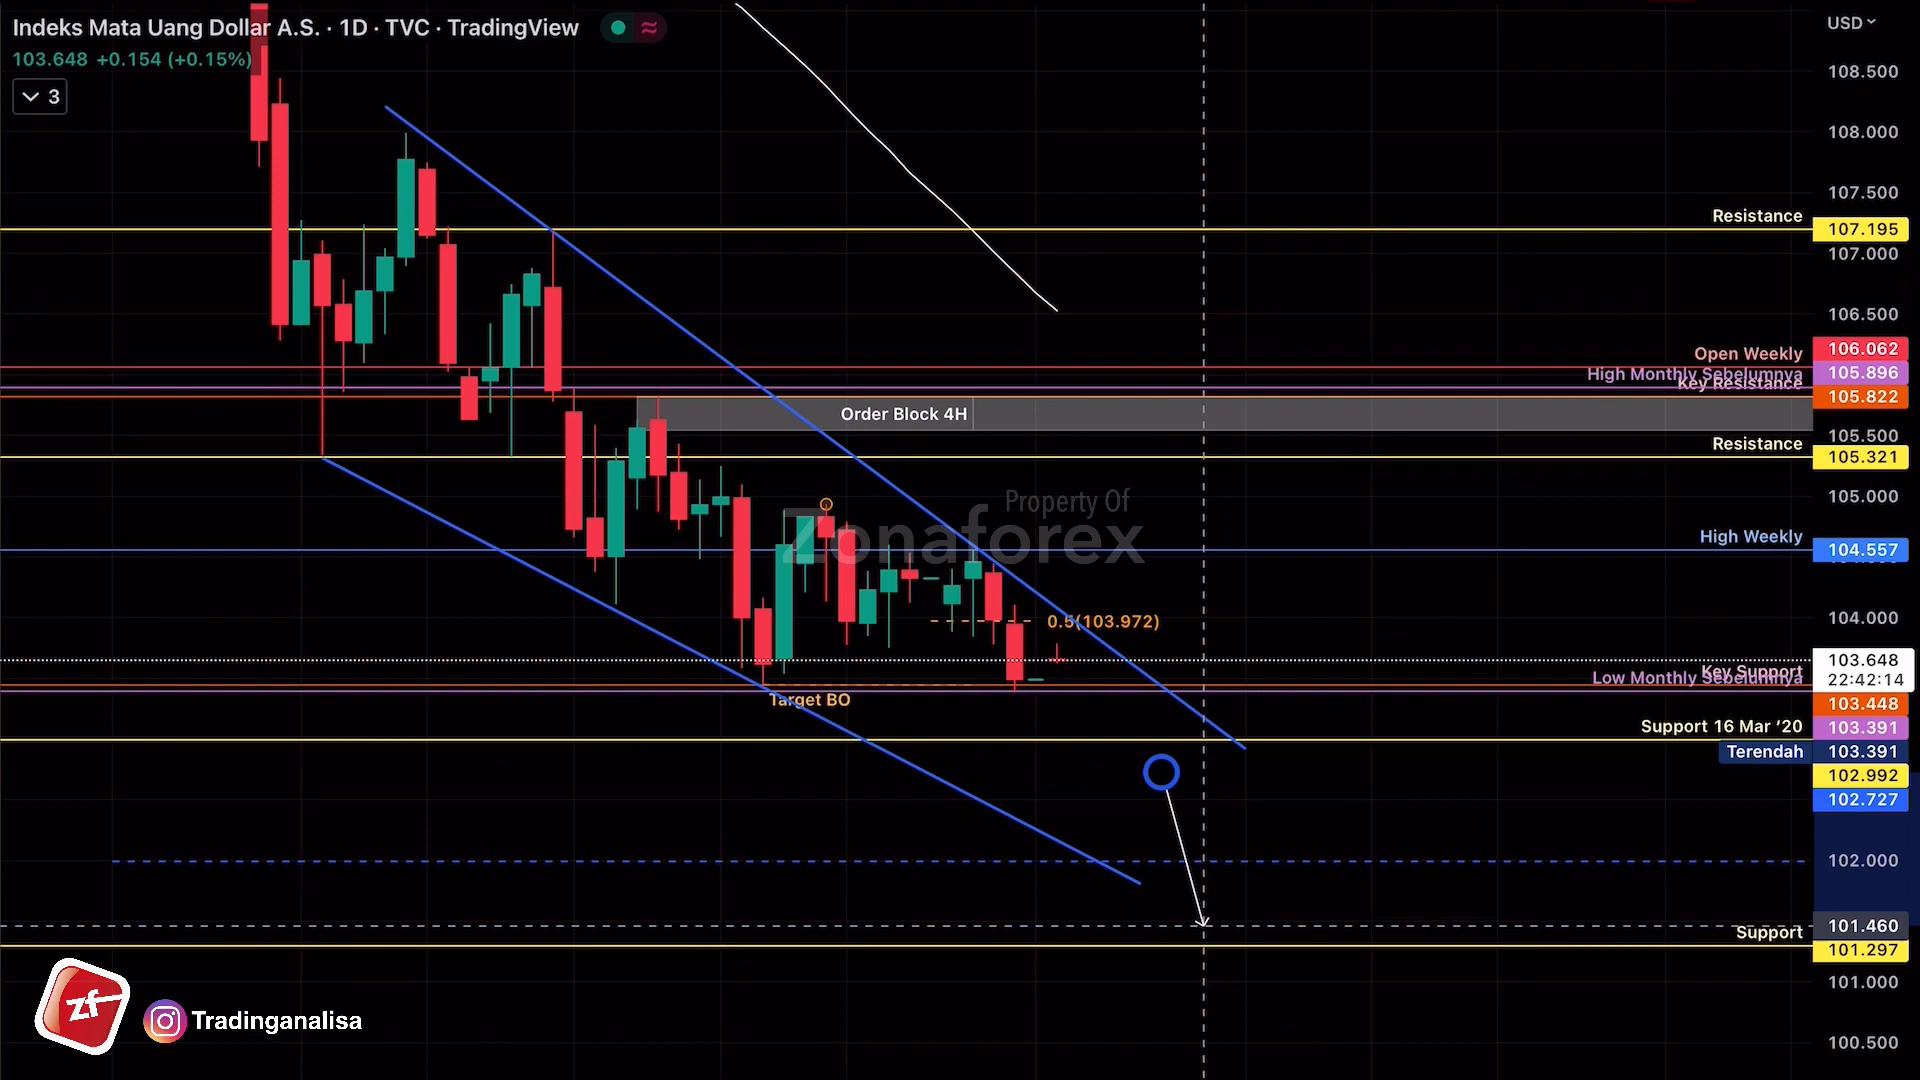 Indeks Mata Uang Dollar A.S. · 1D · TVC · TradingView
USD
103.648 +0.154 (+0.15%)
3
108.500
108.000
107.500
Resistance
107.195
107.000
106.500
Open Weekly 106.062
High Monthly Sebelumnya 105.896
Key Resistance 105.822
Order Block 4H
105.500
Resistance
105.321
105.000
Property Of
Zonaforex
High Weekly
104.557
0.5(103.972)
104.000
103.648
22:42:14
Key Support
Low Monthly Sebelumnya
Target BO
103.448
Support 16 Mar '20
103.391
Terendah 103.391
102.992
102.727
102.000
101.460
Support
101.297
101.000
100.500
zf
Tradinganalisa